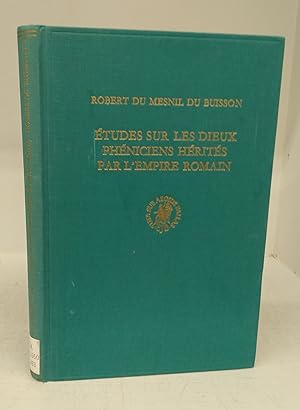 ROBERT DU MESNIL DU BUISSON
ÉTUDES SUR LES DIEUX
PHÉNICIENS HÉRITÉS
PAR L'EMPIRE ROMAIN